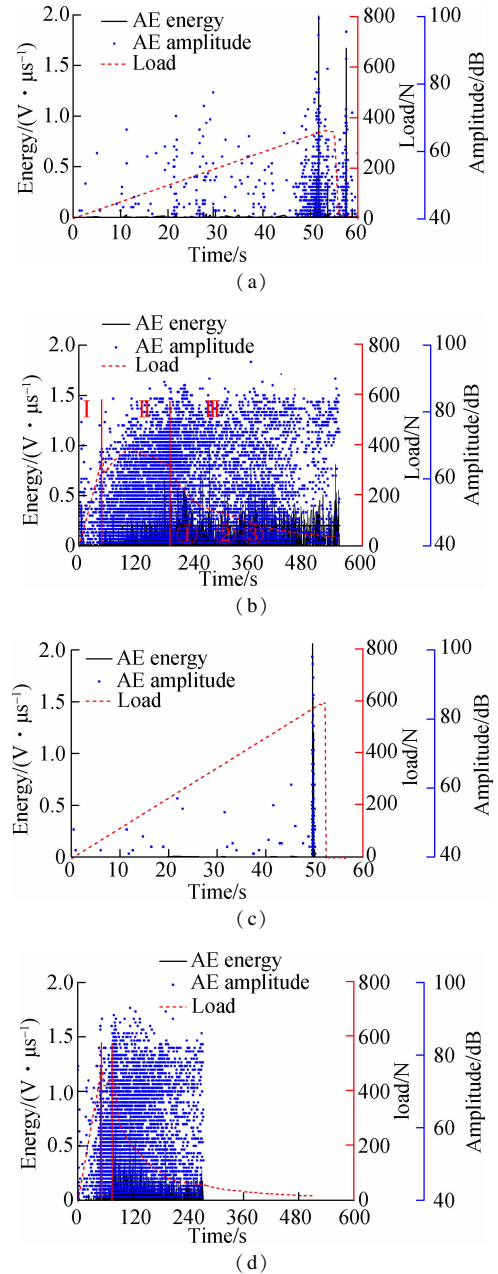 AE energy
AE amplitude
Load
Energy/(V·μs⁻¹)
2.0
1.5
1.0
0.5
0
0 10 20 30 40 50 60
Time/s
800
600
400
200
0
Load/N
100
80
60
40
Amplitude/dB
(a)
AE energy
AE amplitude
Load
Energy/(V·μs⁻¹)
2.0
1.5
1.0
0.5
0
Ⅰ Ⅱ Ⅲ
1 2 3
0 120 240 360 480 600
Time/s
800
600
400
200
0
Load/N
100
80
60
40
Amplitude/dB
(b)
AE energy
AE amplitude
Load
Energy/(V·μs⁻¹)
2.0
1.5
1.0
0.5
0
0 10 20 30 40 50 60
Time/s
800
600
400
200
0
load/N
100
80
60
40
Amplitude/dB
(c)
AE energy
AE amplitude
Load
Energy/(V·μs⁻¹)
2.0
1.5
1.0
0.5
0
0 120 240 360 480 600
Time/s
800
600
400
200
0
load/N
100
80
60
40
Amplitude/dB
(d)